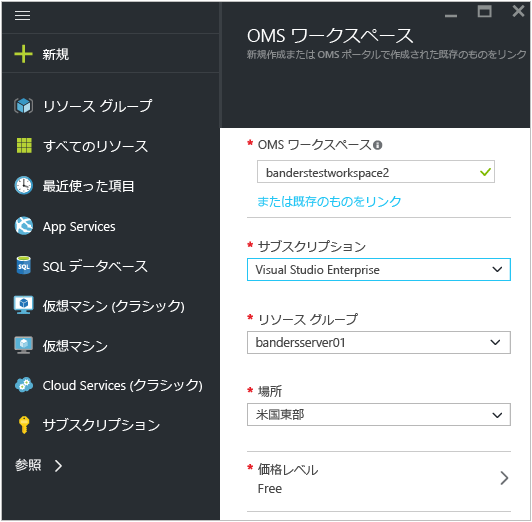 新規
リソース グループ
すべてのリソース
最近使った項目
App Services
SQL データベース
仮想マシン (クラシック)
仮想マシン
Cloud Services (クラシック)
サブスクリプション
参照
OMS ワークスペース
新規作成または OMS ポータルで作成された既存のものをリンク
* OMS ワークスペース
banderstestworkspace2
または既存のものをリンク
* サブスクリプション
Visual Studio Enterprise
* リソース グループ
bandersserver01
* 場所
米国東部
* 価格レベル
Free